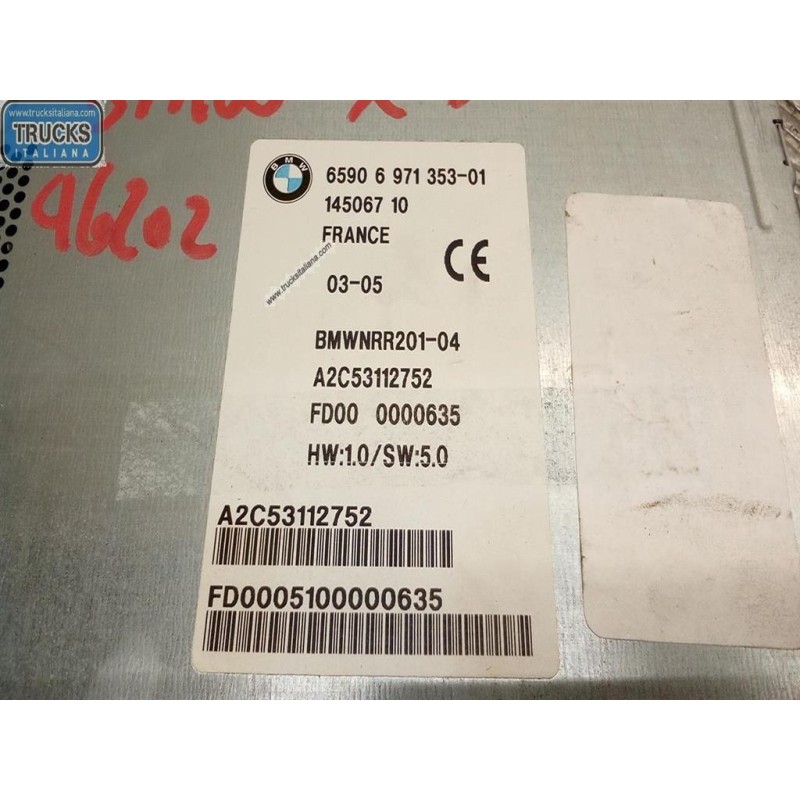 www.trucksitaliana.com
TRUCKS
ITALIANA
96202
BMW
6590 6 971 353-01
145067 10
FRANCE
www.trucksitaliana.com
CE
03-05
BMWNRR201-04
A2C53112752
FD00 0000635
HW:1.0/SW:5.0
A2C53112752
FD0005100000635